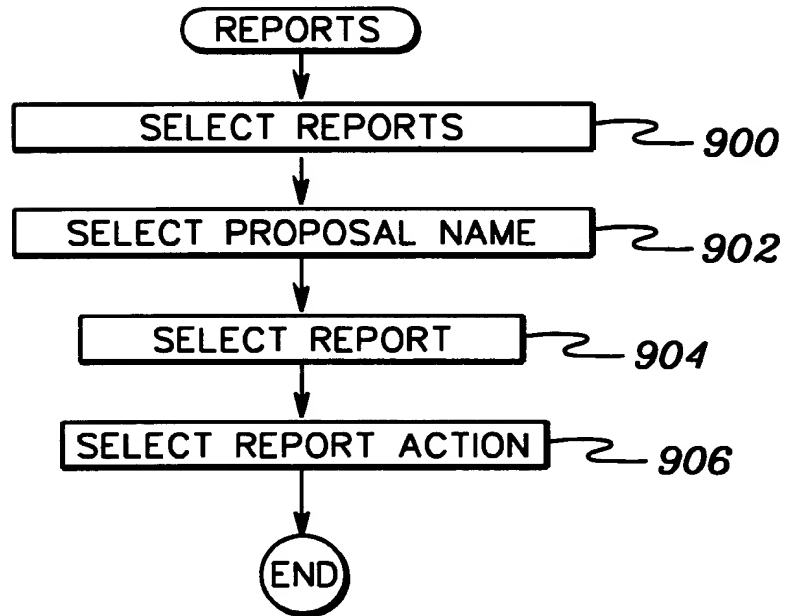 REPORTS
SELECT REPORTS
900
SELECT PROPOSAL NAME
902
SELECT REPORT
904
SELECT REPORT ACTION
906
END